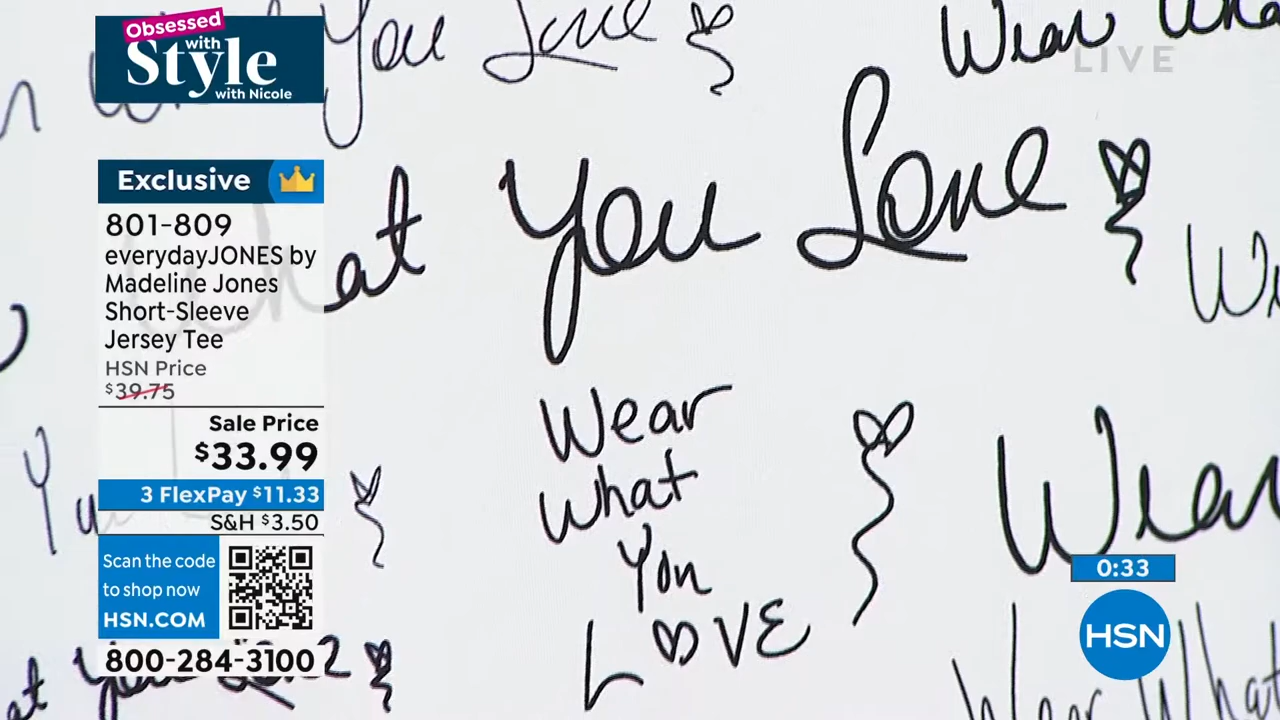 Obsessed
with
Style
with Nicole
LIVE
You Love
Wear Wha
at You Love
Exclusive
801-809
everydayJONES by
Madeline Jones
Short-Sleeve
Jersey Tee
HSN Price
$39.75
Sale Price
$33.99
3 FlexPay $11.33
S&H $3.50
Scan the code
to shop now
HSN.COM
800-284-3100
Wear
What
You
LOVE
Wear
0:33
HSN
Wear What